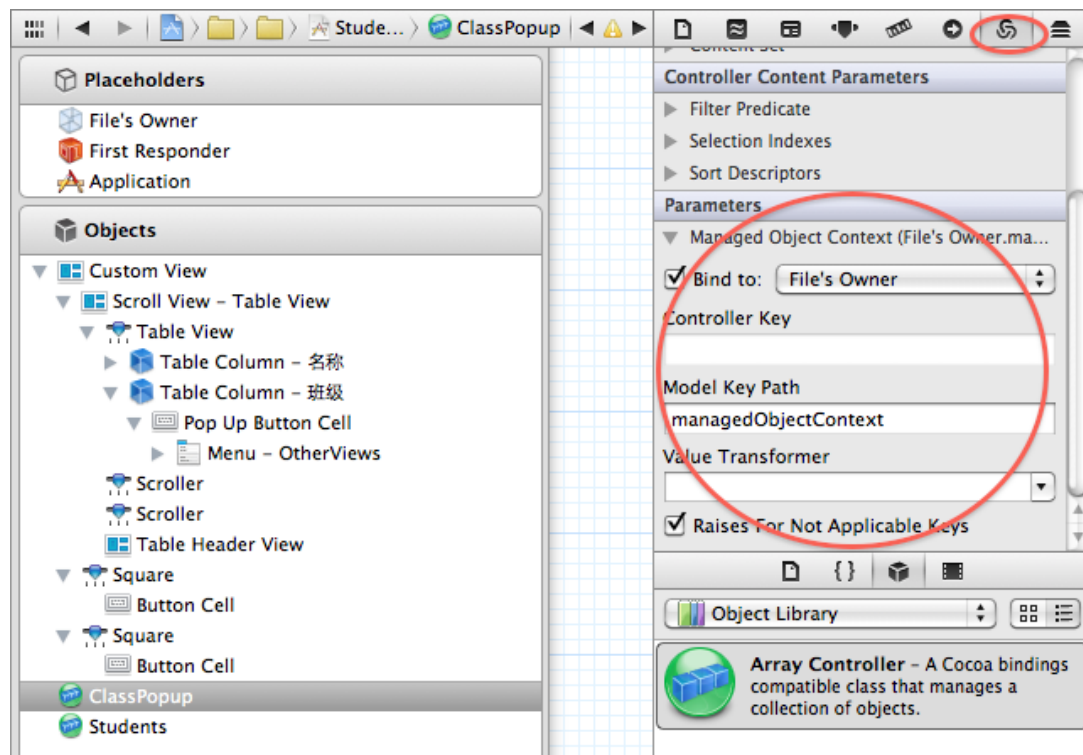 Stude...
ClassPopup
Placeholders
File's Owner
First Responder
Application
Objects
Custom View
Scroll View – Table View
Table View
Table Column – 名称
Table Column – 班级
Pop Up Button Cell
Menu – OtherViews
Scroller
Scroller
Table Header View
Square
Button Cell
Square
Button Cell
ClassPopup
Students
Content Set
Controller Content Parameters
Filter Predicate
Selection Indexes
Sort Descriptors
Parameters
Managed Object Context (File's Owner.ma...
Bind to: File's Owner
Controller Key
Model Key Path
managedObjectContext
Value Transformer
Raises For Not Applicable Keys
{}
Object Library
Array Controller – A Cocoa bindings
compatible class that manages a
collection of objects.